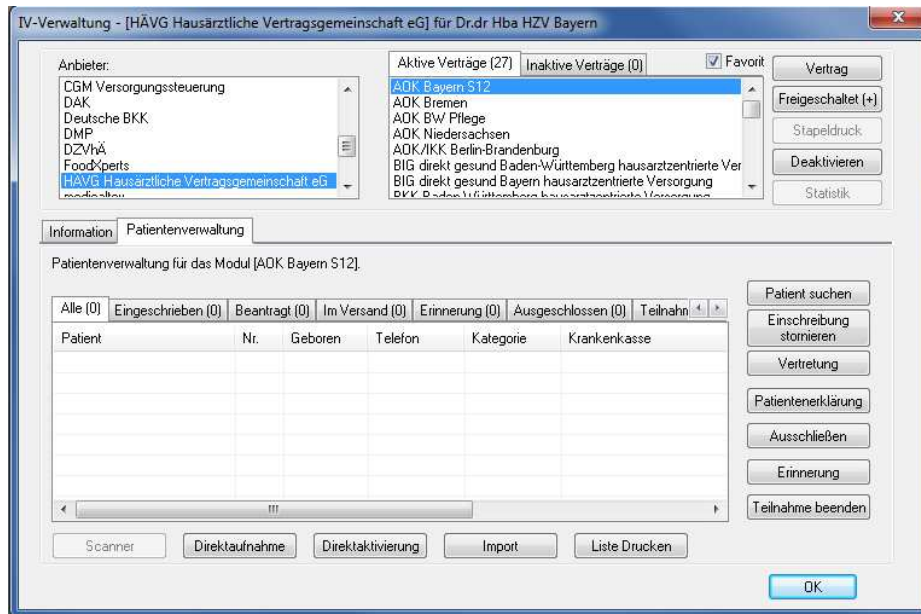 IV-Verwaltung - [HÄVG Hausärztliche Vertragsgemeinschaft eG] für Dr.dr Hba HZV Bayern
Anbieter:
CGM Versorgungssteuerung
DAK
Deutsche BKK
DMP
DZVhÄ
FoodXperts
HÄVG Hausärztliche Vertragsgemeinschaft eG
Aktive Verträge (27)
Inaktive Verträge (0)
Favorit
AOK Bayern S12
AOK Bremen
AOK BW Pflege
AOK Niedersachsen
AOK/IKK Berlin-Brandenburg
BIG direkt gesund Baden-Württemberg hausarztzentrierte Ver
BIG direkt gesund Bayern hausarztzentrierte Versorgung
BKK Baden-Württemberg hausarztzentrierte Versorgung
Vertrag
Freigeschaltet (+)
Stapeldruck
Deaktivieren
Statistik
Information
Patientenverwaltung
Patientenverwaltung für das Modul [AOK Bayern S12].
Alle (0)
Eingeschrieben (0)
Beantragt (0)
Im Versand (0)
Erinnerung (0)
Ausgeschlossen (0)
Teilnahm
Patient Nr. Geboren Telefon Kategorie Krankenkasse
Patient suchen
Einschreibung
stornieren
Vertretung
Patientenerklärung
Ausschließen
Erinnerung
Teilnahme beenden
Scanner
Direktaufnahme
Direktaktivierung
Import
Liste Drucken
OK